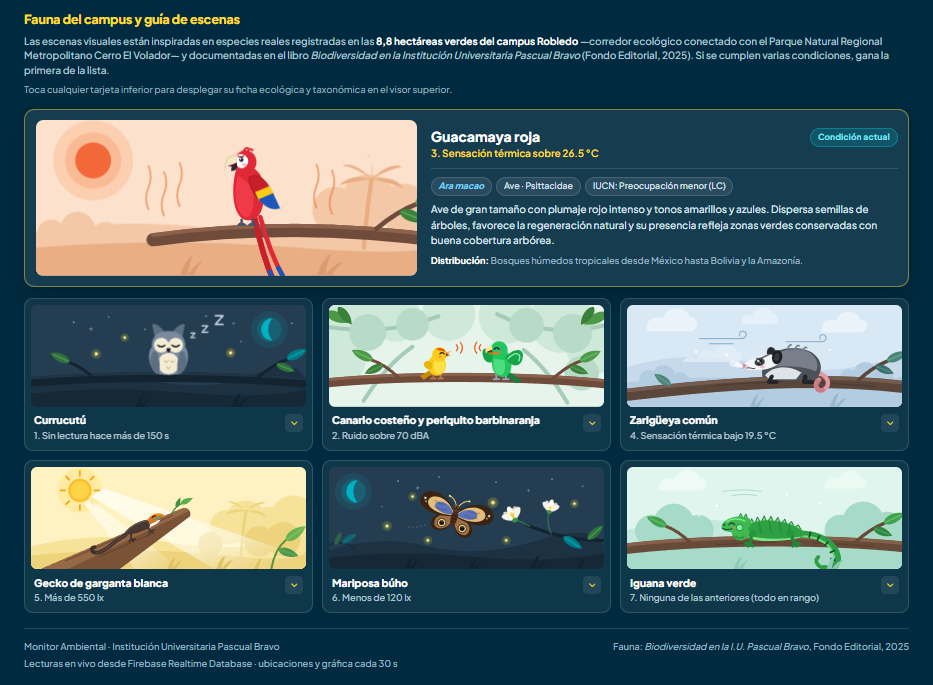 Fauna del campus y guía de escenas
Las escenas visuales están inspiradas en especies reales registradas en las 8,8 hectáreas verdes del campus Robledo —corredor ecológico conectado con el Parque Natural Regional
Metropolitano Cerro El Volador— y documentadas en el libro Biodiversidad en la Institución Universitaria Pascual Bravo (Fondo Editorial, 2025). Si se cumplen varias condiciones, gana la
primera de la lista.
Toca cualquier tarjeta inferior para desplegar su ficha ecológica y taxonómica en el visor superior.
Guacamaya roja
Condición actual
3. Sensación térmica sobre 26.5 °C
Ara macao
Ave · Psittacidae
IUCN: Preocupación menor (LC)
Ave de gran tamaño con plumaje rojo intenso y tonos amarillos y azules. Dispersa semillas de
árboles, favorece la regeneración natural y su presencia refleja zonas verdes conservadas con
buena cobertura arbórea.
Distribución: Bosques húmedos tropicales desde México hasta Bolivia y la Amazonía.
z z Z
Currucutú
1. Sin lectura hace más de 150 s
Canario costeño y periquito barbinaranja
2. Ruido sobre 70 dBA
Zarigüeya común
4. Sensación térmica bajo 19.5 °C
Gecko de garganta blanca
5. Más de 550 lx
Mariposa búho
6. Menos de 120 lx
Iguana verde
7. Ninguna de las anteriores (todo en rango)
Monitor Ambiental · Institución Universitaria Pascual Bravo
Fauna: Biodiversidad en la I.U. Pascual Bravo, Fondo Editorial, 2025
Lecturas en vivo desde Firebase Realtime Database · ubicaciones y gráfica cada 30 s